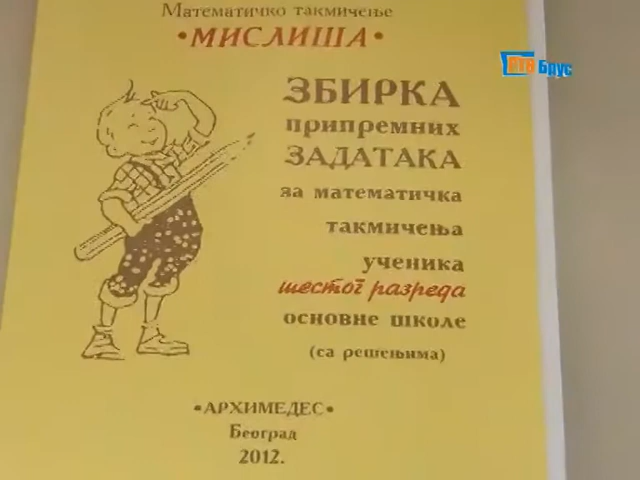 Математичко такмичење
•МИСЛИША•
РТВ Брус
ЗБИРКА
припремних
ЗАДАТАКА
за математичка
такмичења
ученика
шестог разреда
основне школе
(са решењима)
•АРХИМЕДЕС•
Београд
2012.